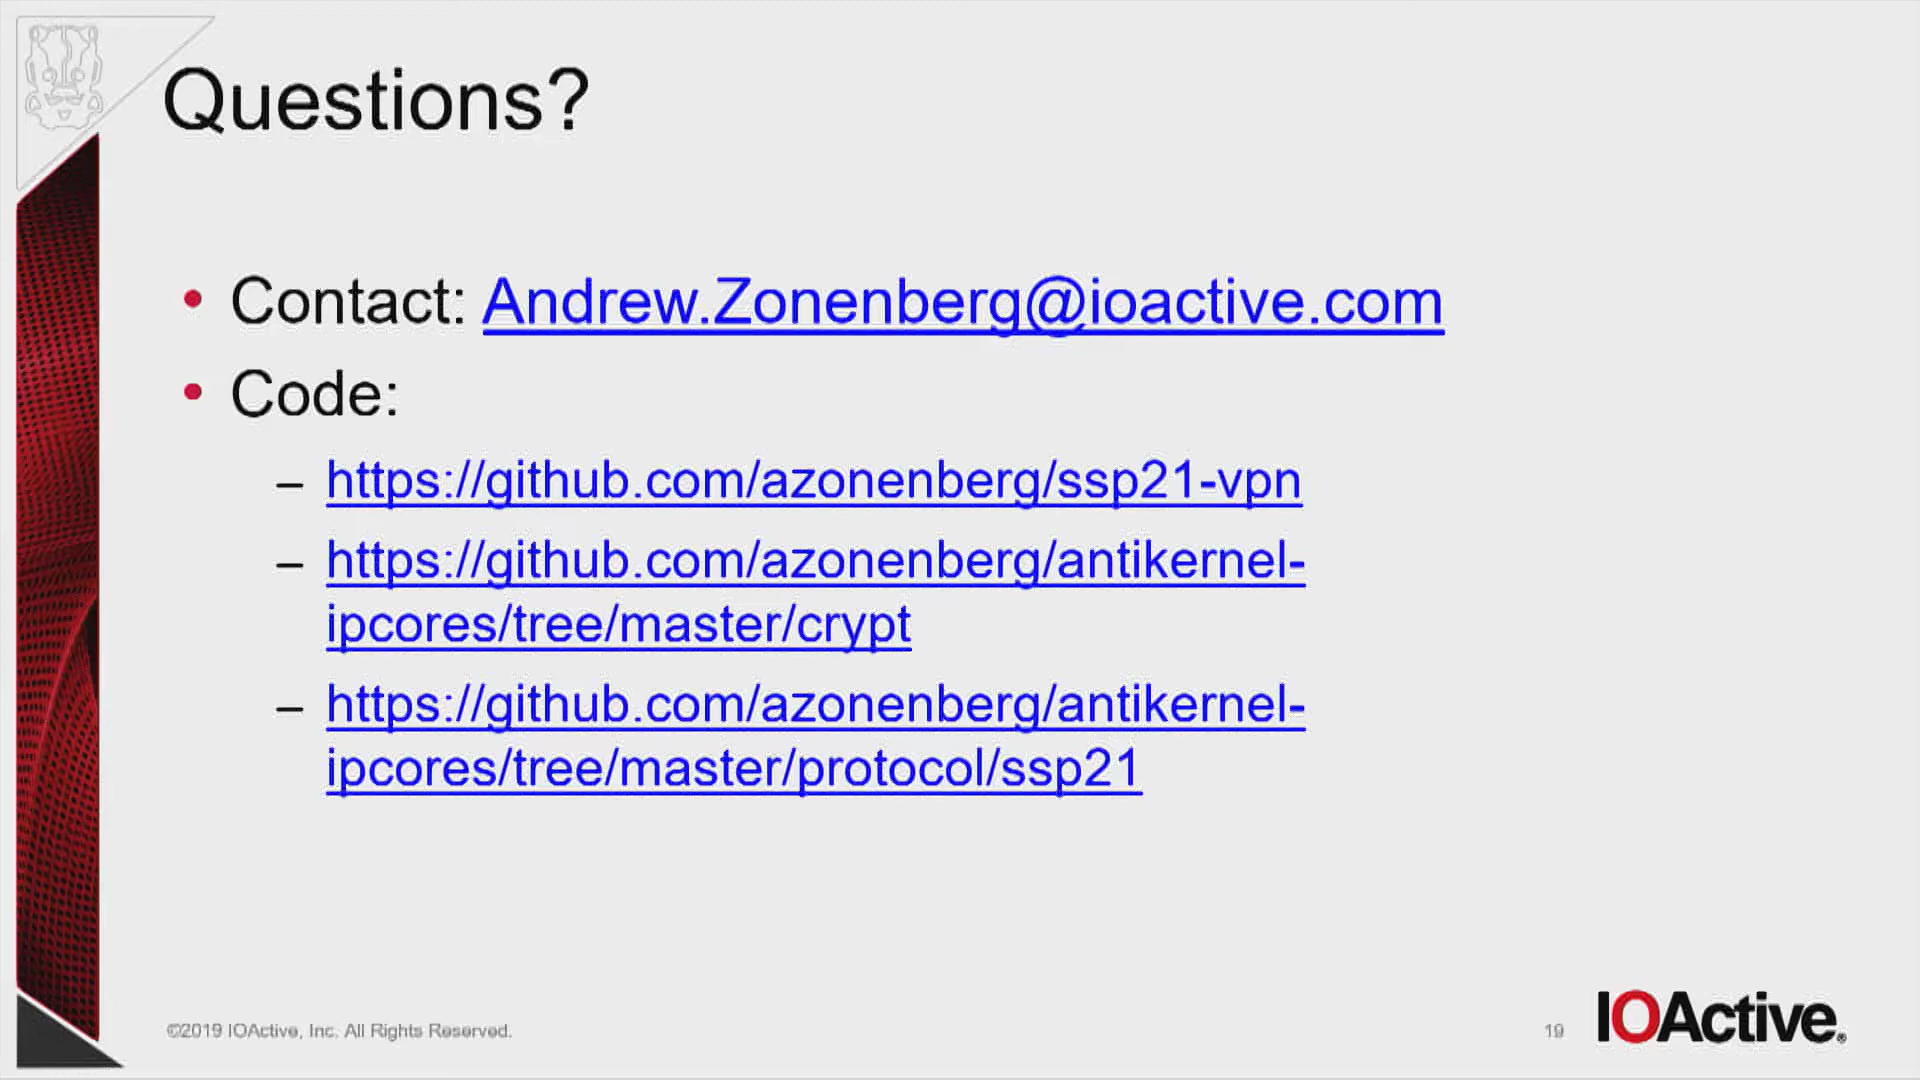 Questions?
• Contact: Andrew.Zonenberg@ioactive.com
• Code:
– https://github.com/azonenberg/ssp21-vpn
– https://github.com/azonenberg/antikernel-
ipcores/tree/master/crypt
– https://github.com/azonenberg/antikernel-
ipcores/tree/master/protocol/ssp21
©2019 IOActive, Inc. All Rights Reserved.
19
IOActive®